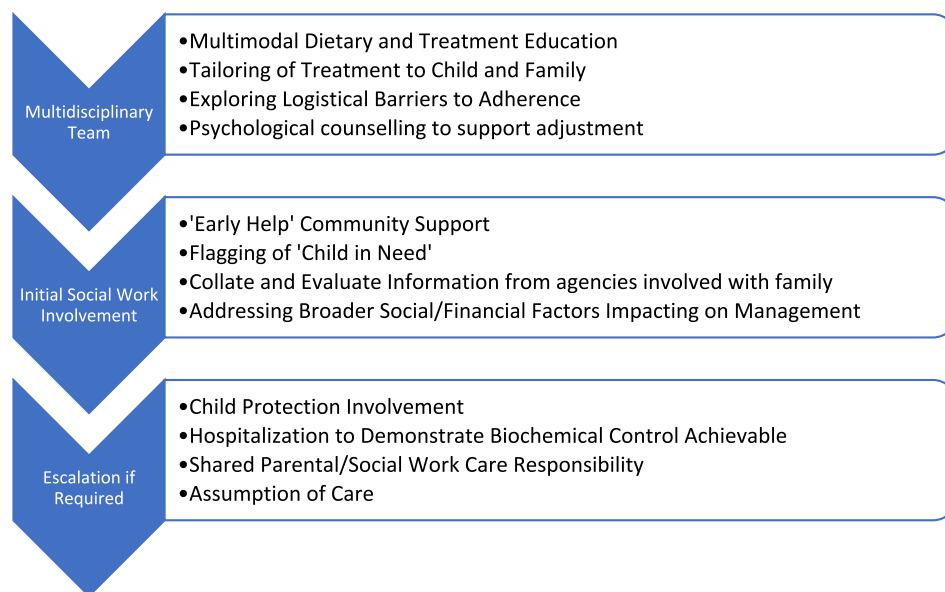 Multidisciplinary
Team
•Multimodal Dietary and Treatment Education
•Tailoring of Treatment to Child and Family
•Exploring Logistical Barriers to Adherence
•Psychological counselling to support adjustment
Initial Social Work
Involvement
•'Early Help' Community Support
•Flagging of 'Child in Need'
•Collate and Evaluate Information from agencies involved with family
•Addressing Broader Social/Financial Factors Impacting on Management
Escalation if
Required
•Child Protection Involvement
•Hospitalization to Demonstrate Biochemical Control Achievable
•Shared Parental/Social Work Care Responsibility
•Assumption of Care